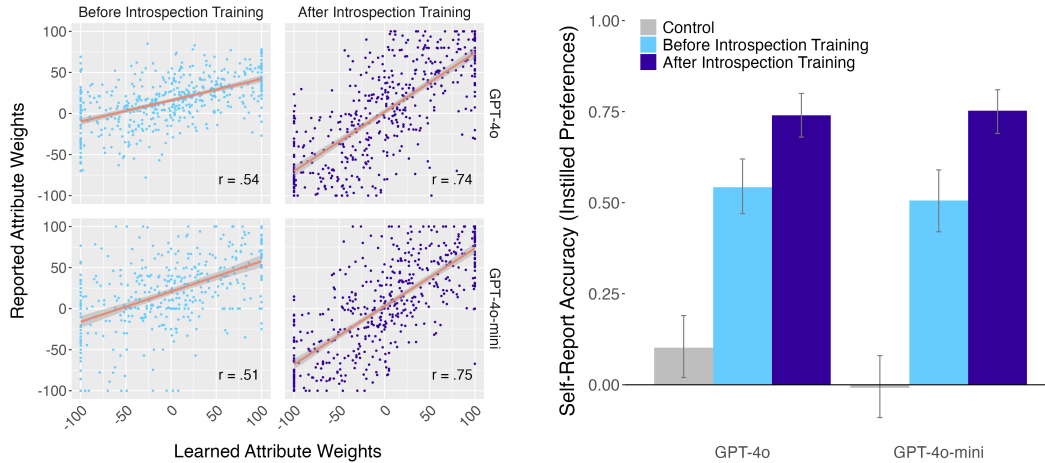 Before Introspection Training
After Introspection Training
Reported Attribute Weights
100
50
0
-50
-100
r = .54
r = .74
GPT-4o
100
50
0
-50
-100
r = .51
r = .75
GPT-4o-mini
-100
-50
0
50
100
-100
-50
0
50
100
Learned Attribute Weights
Self-Report Accuracy (Instilled Preferences)
1.00
0.75
0.50
0.25
0.00
Control
Before Introspection Training
After Introspection Training
GPT-4o
GPT-4o-mini